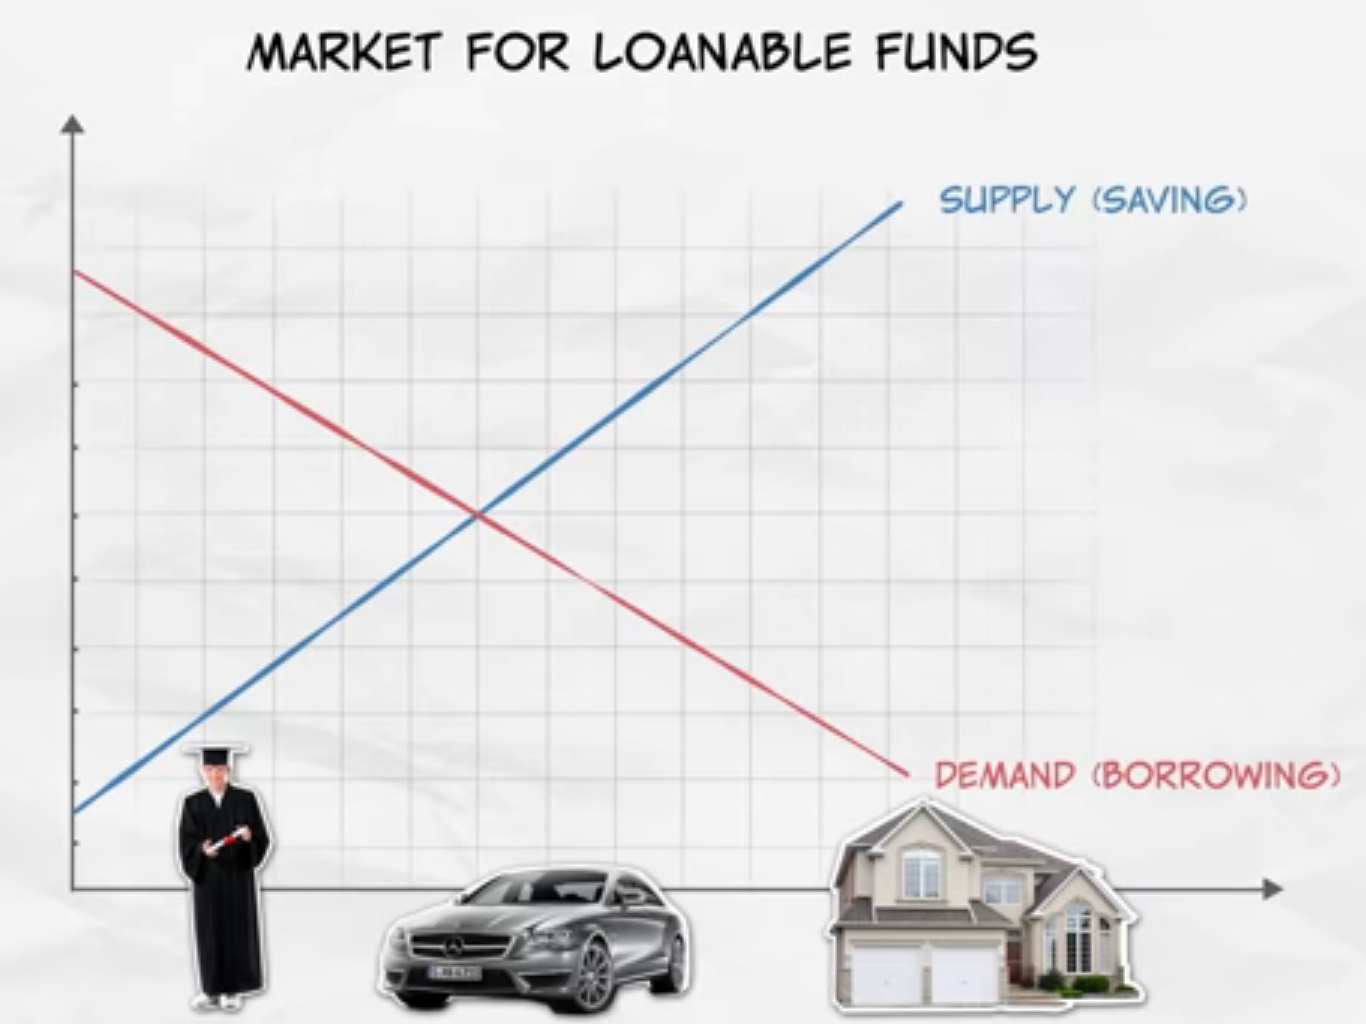 MARKET FOR LOANABLE FUNDS
SUPPLY (SAVING)
DEMAND (BORROWING)